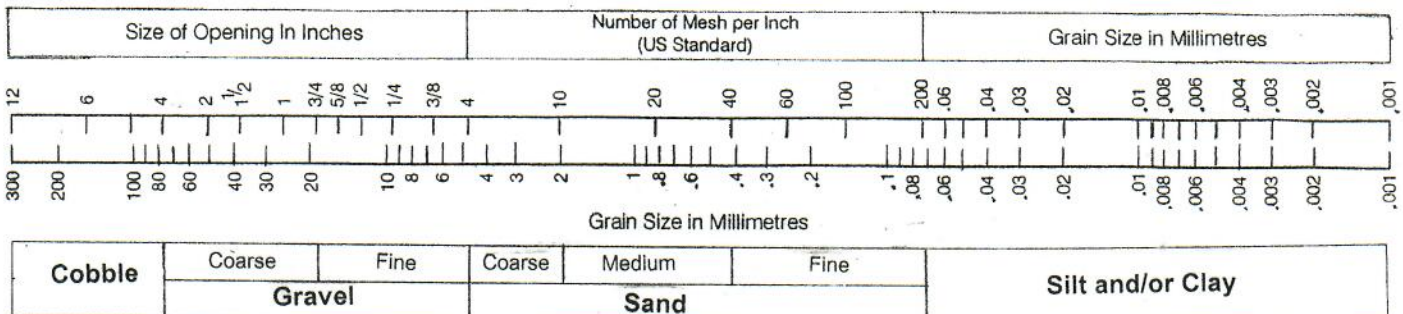 Size of Opening In Inches
Number of Mesh per Inch
(US Standard)
Grain Size in Millimetres
12 6 4 2 1 1/2 1 3/4 5/8 1/2 1/4 3/8 4 10 20 40 60 100 200 .06 .04 .03 .02 .01 .008 .006 .004 .003 .002 .001
300 200 100 80 60 40 30 20 10 8 6 4 3 2 1 .8 .6 .4 .3 .2 .1 .08 .06 .04 .03 .02 .01 .008 .006 .004 .003 .002 .001
Grain Size in Millimetres
Cobble Coarse Fine Coarse Medium Fine Silt and/or Clay
Gravel Sand